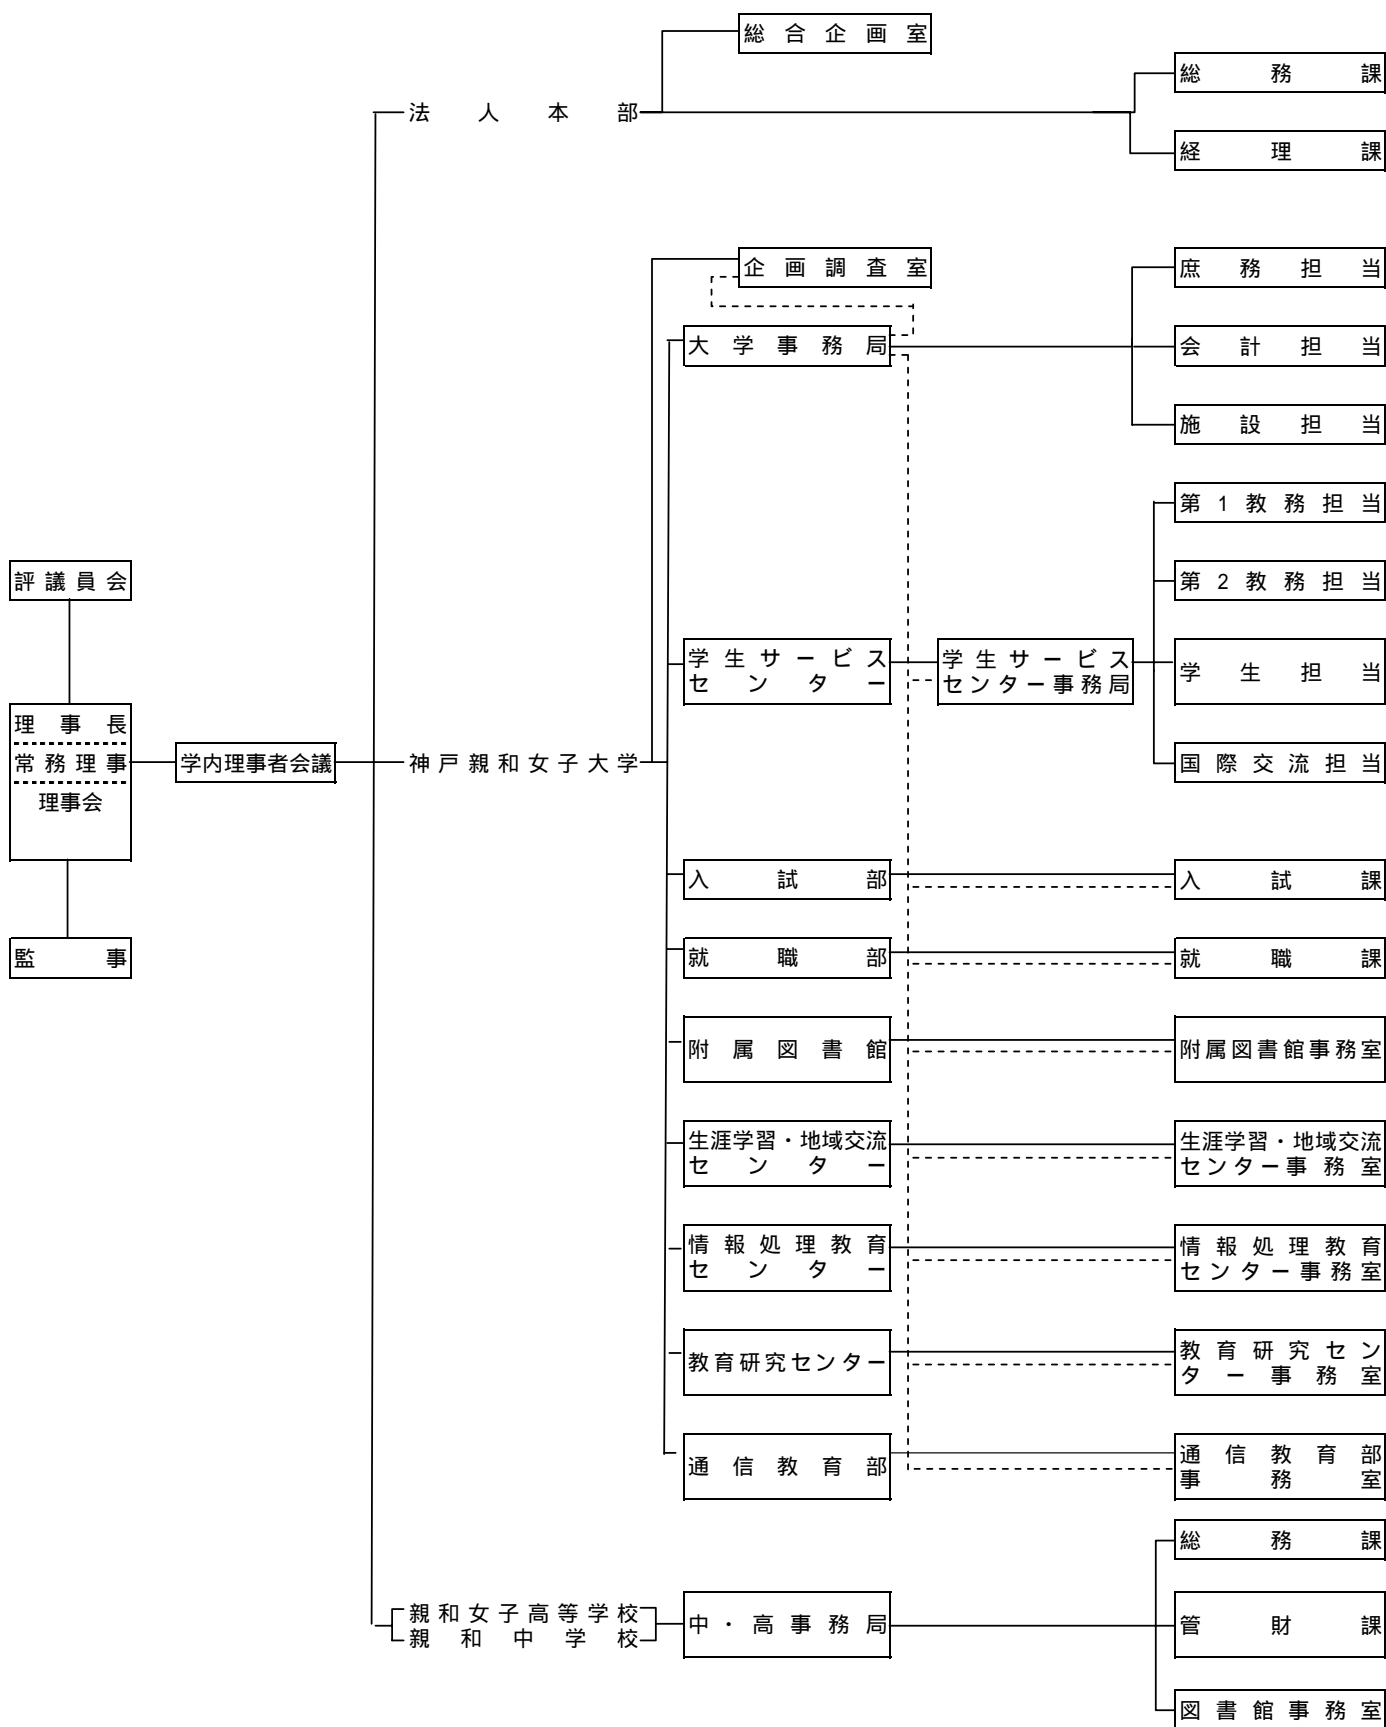 総合企画室
総務課
法人本部
経理課
企画調査室
庶務担当
大学事務局
会計担当
施設担当
第1教務担当
評議員会
第2教務担当
学生サービス
センター
学生サービス
センター事務局
学生担当
理事長
常務理事
理事会
学内理事者会議
神戸親和女子大学
国際交流担当
入試部
入試課
監事
就職部
就職課
附属図書館
附属図書館事務室
生涯学習・地域交流
センター
生涯学習・地域交流
センター事務室
情報処理教育
センター
情報処理教育
センター事務室
教育研究センター
教育研究セン
ター事務室
通信教育部
通信教育部
事務室
総務課
親和女子高等学校
親和中学校
中・高事務局
管財課
図書館事務室